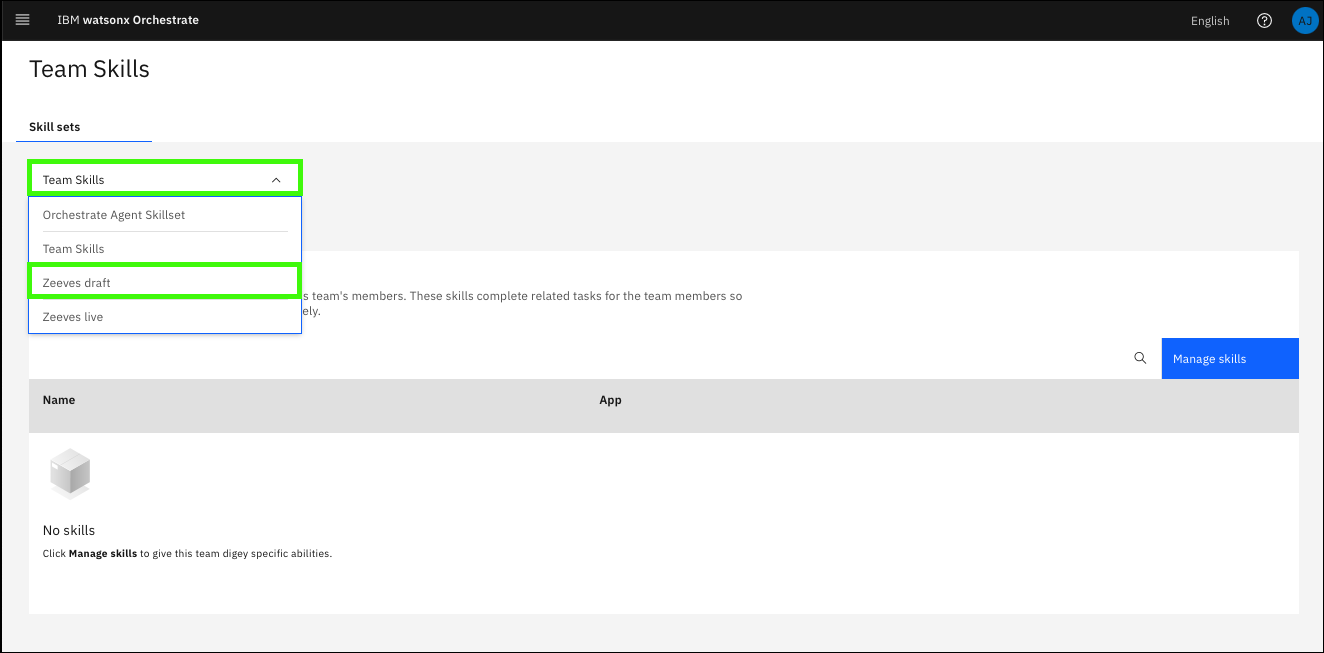 IBM watsonx Orchestrate
English
AJ
Team Skills
Skill sets
Team Skills
Orchestrate Agent Skillset
Team Skills
Zeeves draft
Zeeves live
s team's members. These skills complete related tasks for the team members so
ely.
Manage skills
Name App
No skills
Click Manage skills to give this team digey specific abilities.